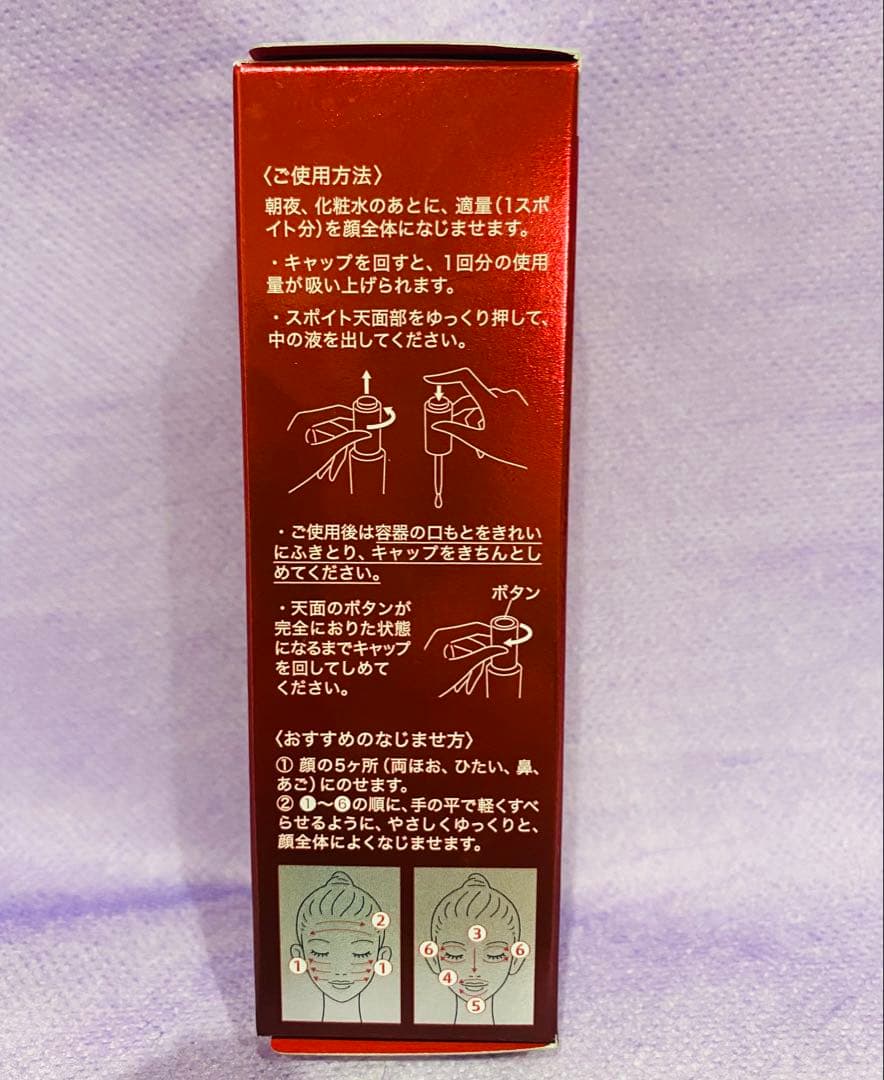 〈ご使用方法〉
朝夜、化粧水のあとに、適量(1スポ
イト分)を顔全体になじませます。
・キャップを回すと、1回分の使用
量が吸い上げられます。
・スポイト天面部をゆっくり押して、
中の液を出してください。
・ご使用後は容器の口もとをきれい
にふきとり、キャップをきちんとし
めてください。
ボタン
・天面のボタンが
完全におりた状態
になるまでキャップ
を回してしめて
ください。
〈おすすめのなじませ方〉
① 顔の5ヶ所(両ほお、ひたい、鼻、
あご)にのせます。
② ❶〜❻の順に、手の平で軽くすべ
らせるように、やさしくゆっくりと、
顔全体によくなじませます。
②
① ①
③
⑥ ⑥
④
⑤